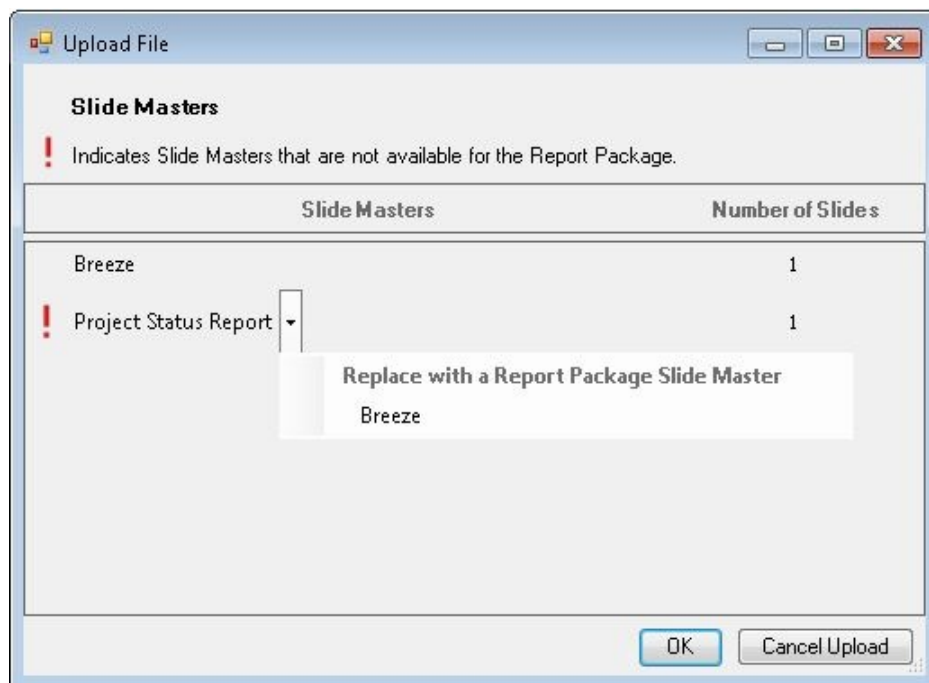 Upload File
Slide Masters
! Indicates Slide Masters that are not available for the Report Package.
Slide Masters Number of Slides
Breeze 1
! Project Status Report 1
Replace with a Report Package Slide Master
Breeze
OK Cancel Upload